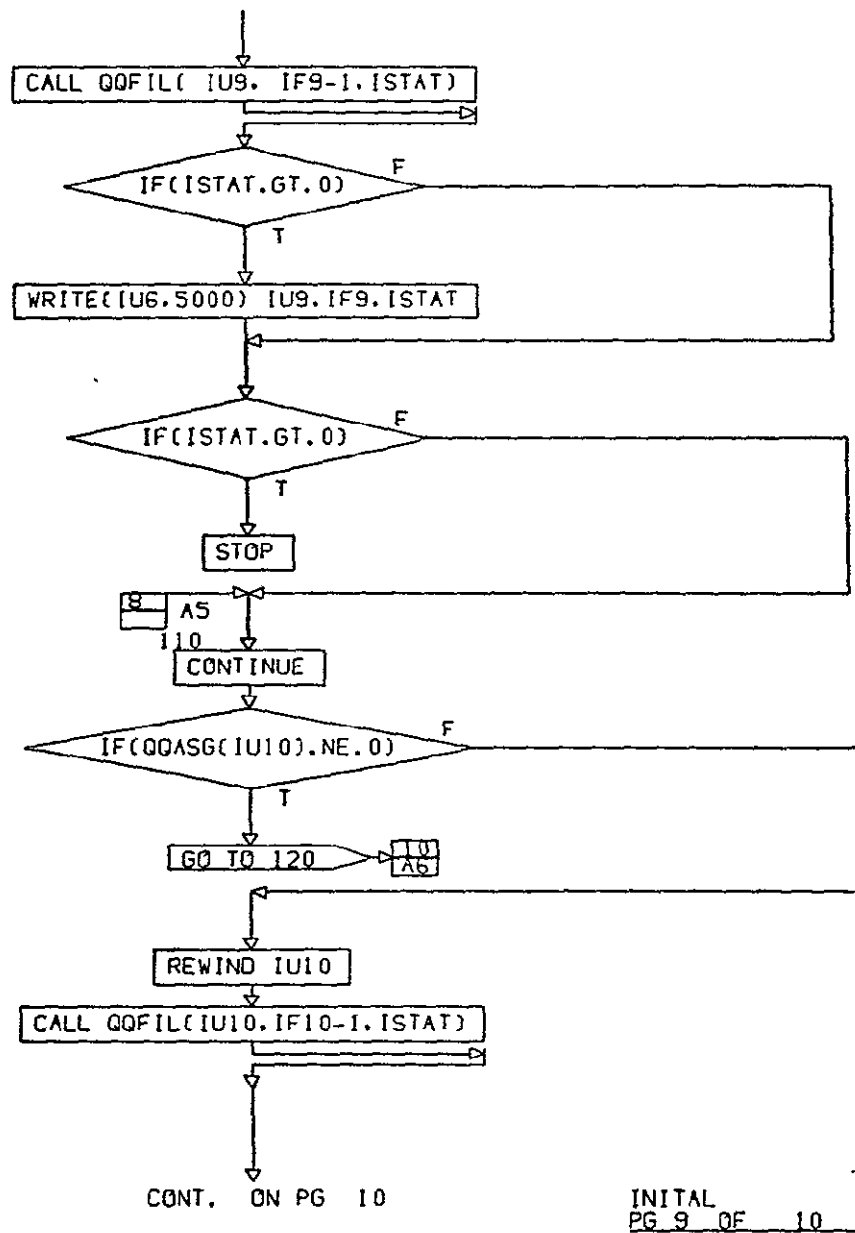 CALL QQFIL( IU9. IF9-1.ISTAT)
F
IF(ISTAT.GT.0)
T
WRITE(IU6.5000) IU9.IF9.ISTAT
F
IF(ISTAT.GT.0)
T
STOP
8
A5
110
CONTINUE
F
IF(QQASG(IU10).NE.0)
T
GO TO 120
10
A6
REWIND IU10
CALL QQFIL(IU10.IF10-1.ISTAT)
CONT. ON PG 10
INITAL
PG 9 OF 10